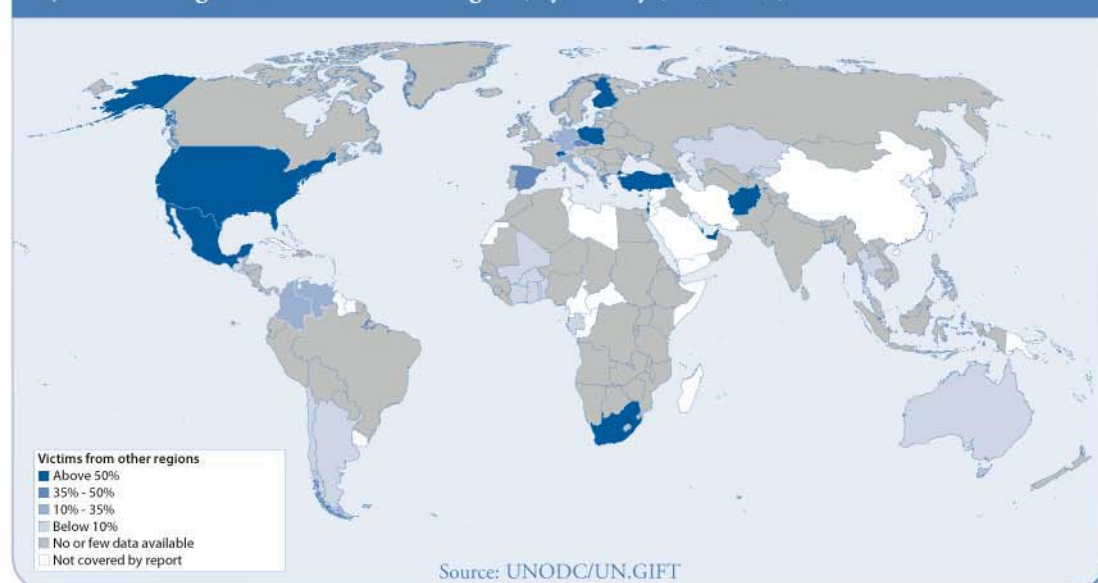 Victims from other regions
Above 50%
35% - 50%
10% - 35%
Below 10%
No or few data available
Not covered by report
Source: UNODC/UN.GIFT